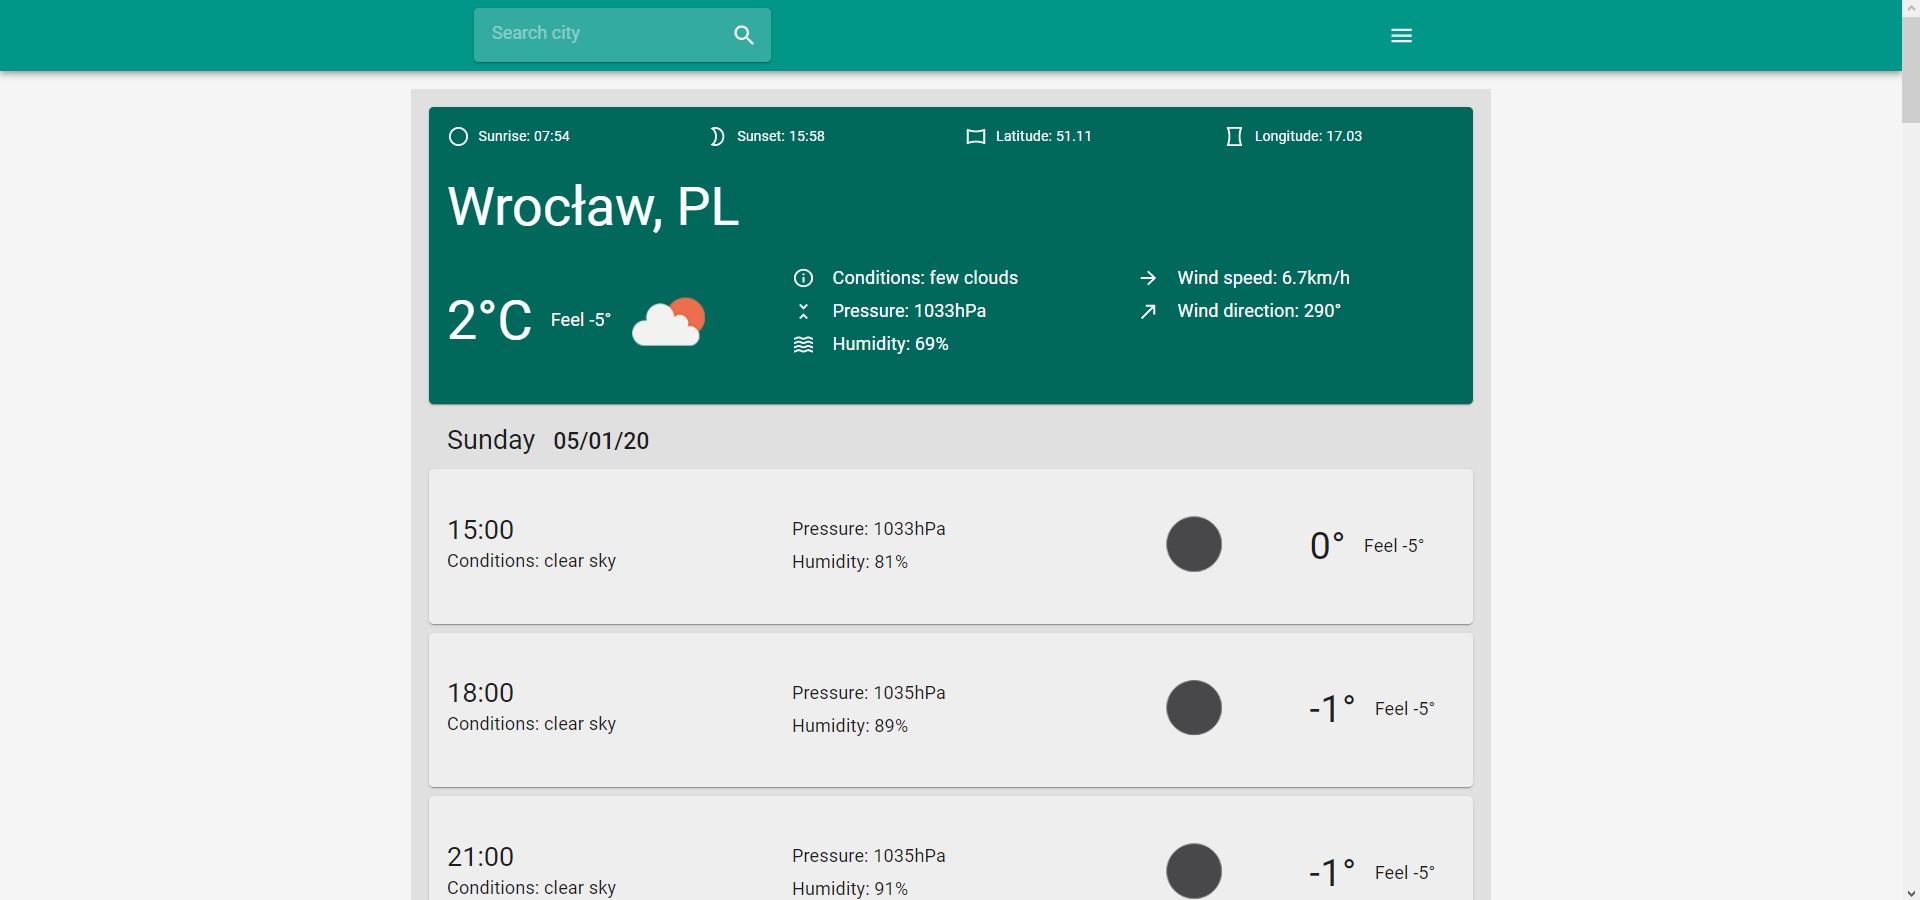 Search city
Sunrise: 07:54
Sunset: 15:58
Latitude: 51.11
Longitude: 17.03
Wrocław, PL
2°C Feel -5°
Conditions: few clouds
Pressure: 1033hPa
Humidity: 69%
Wind speed: 6.7km/h
Wind direction: 290°
Sunday 05/01/20
15:00
Conditions: clear sky
Pressure: 1033hPa
Humidity: 81%
0° Feel -5°
18:00
Conditions: clear sky
Pressure: 1035hPa
Humidity: 89%
-1° Feel -5°
21:00
Conditions: clear sky
Pressure: 1035hPa
Humidity: 91%
-1° Feel -5°